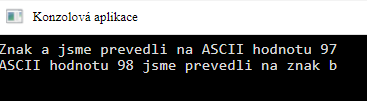 Konzolová aplikace
Znak a jsme prevedli na ASCII hodnotu 97
ASCII hodnotu 98 jsme prevedli na znak b